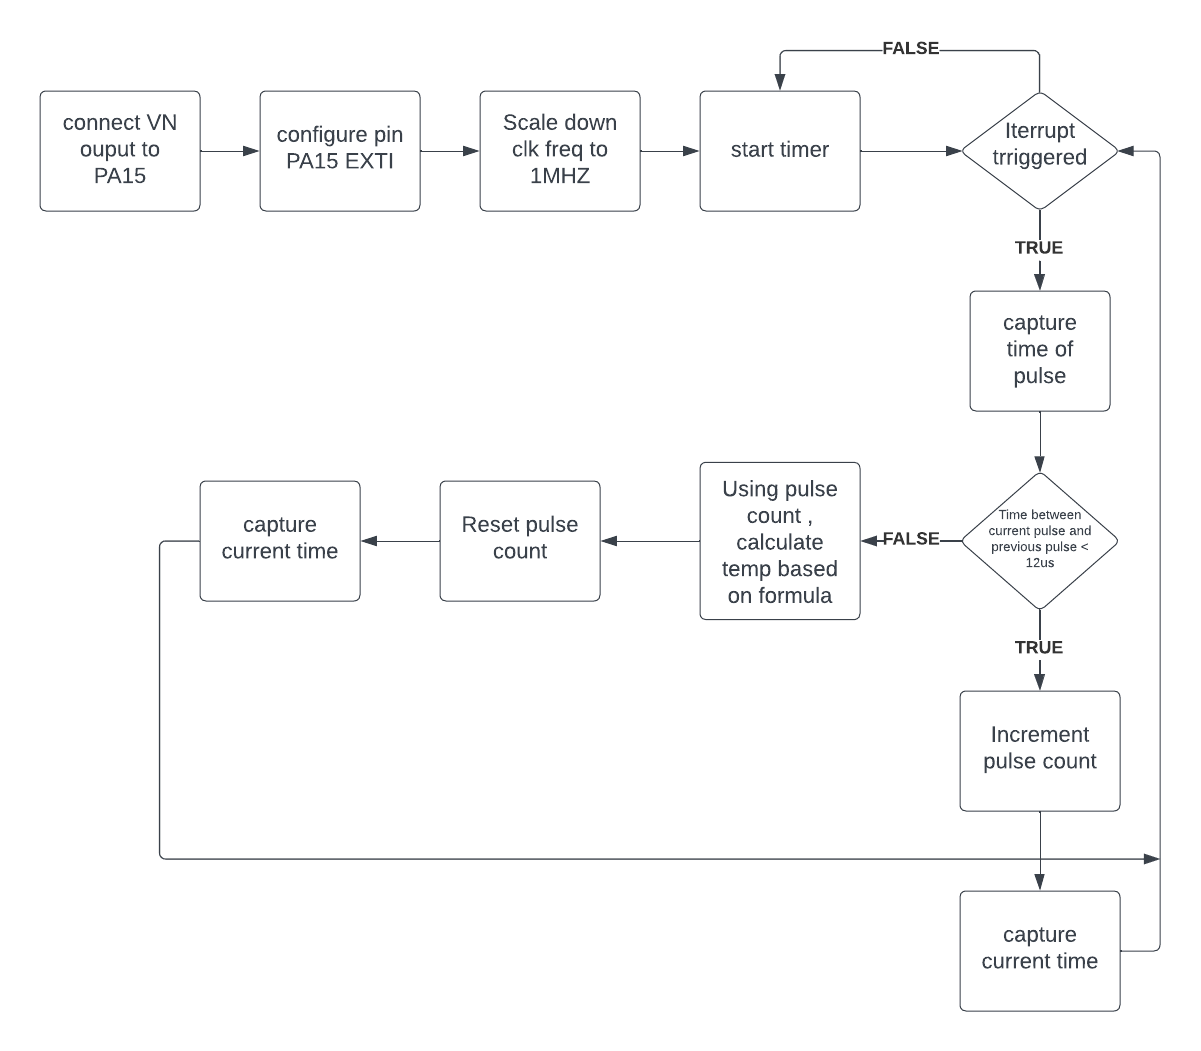 FALSE
connect VN
ouput to
PA15
configure pin
PA15 EXTI
Scale down
clk freq to
1MHZ
start timer
Iterrupt
trriggered
TRUE
capture
time of
pulse
Time between
current pulse and
previous pulse <
12us
FALSE
Using pulse
count ,
calculate
temp based
on formula
Reset pulse
count
capture
current time
TRUE
Increment
pulse count
capture
current time